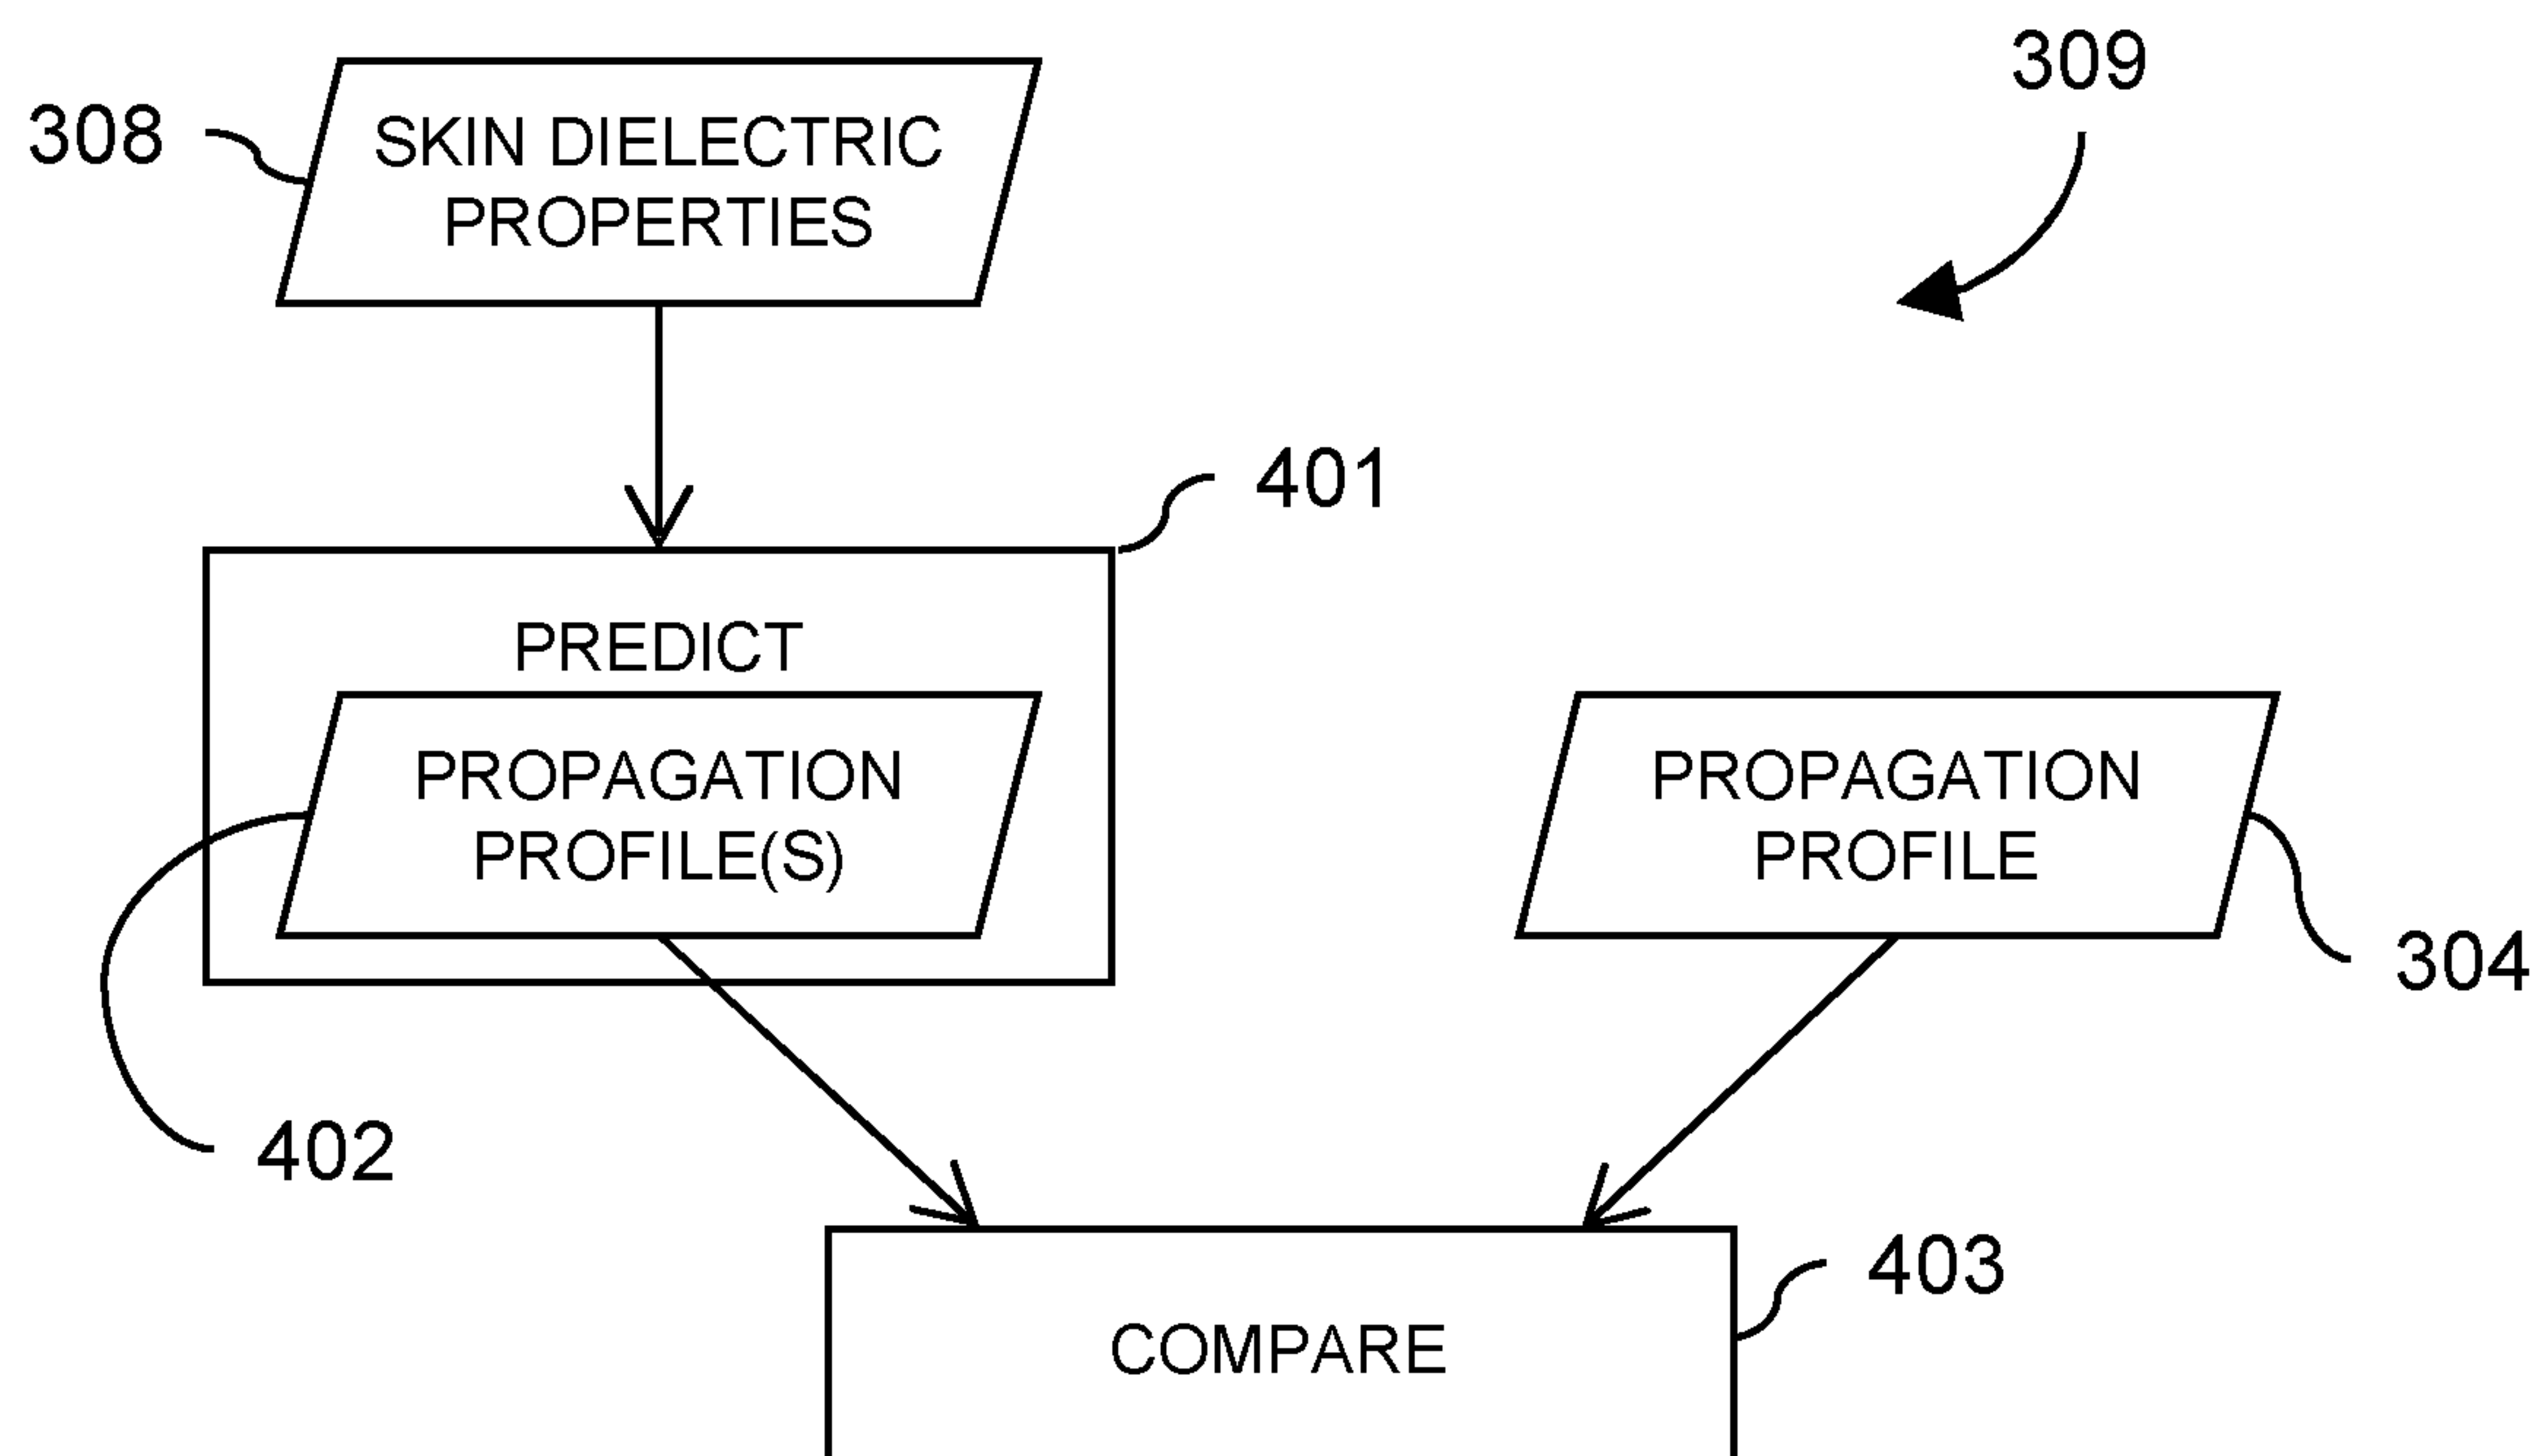 309
308
SKIN DIELECTRIC
PROPERTIES
401
PREDICT
PROPAGATION
PROFILE(S)
PROPAGATION
PROFILE
304
402
403
COMPARE